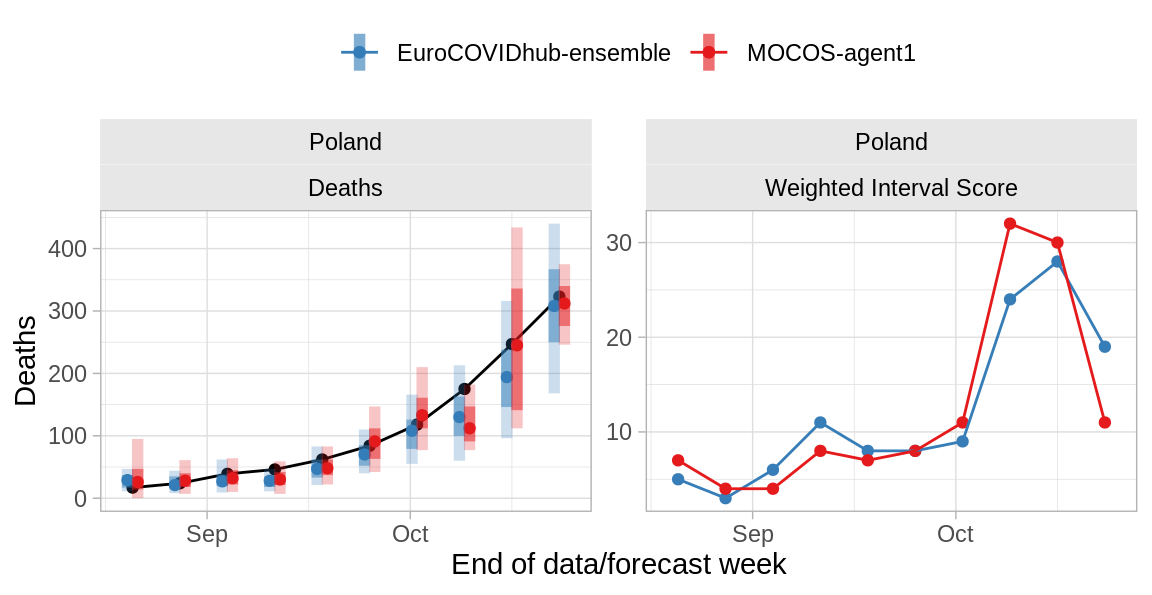 EuroCOVIDhub-ensemble MOCOS-agent1
Poland
Deaths
Poland
Weighted Interval Score
Deaths
400
300
200
100
0
30
20
10
Sep Oct
Sep Oct
End of data/forecast week